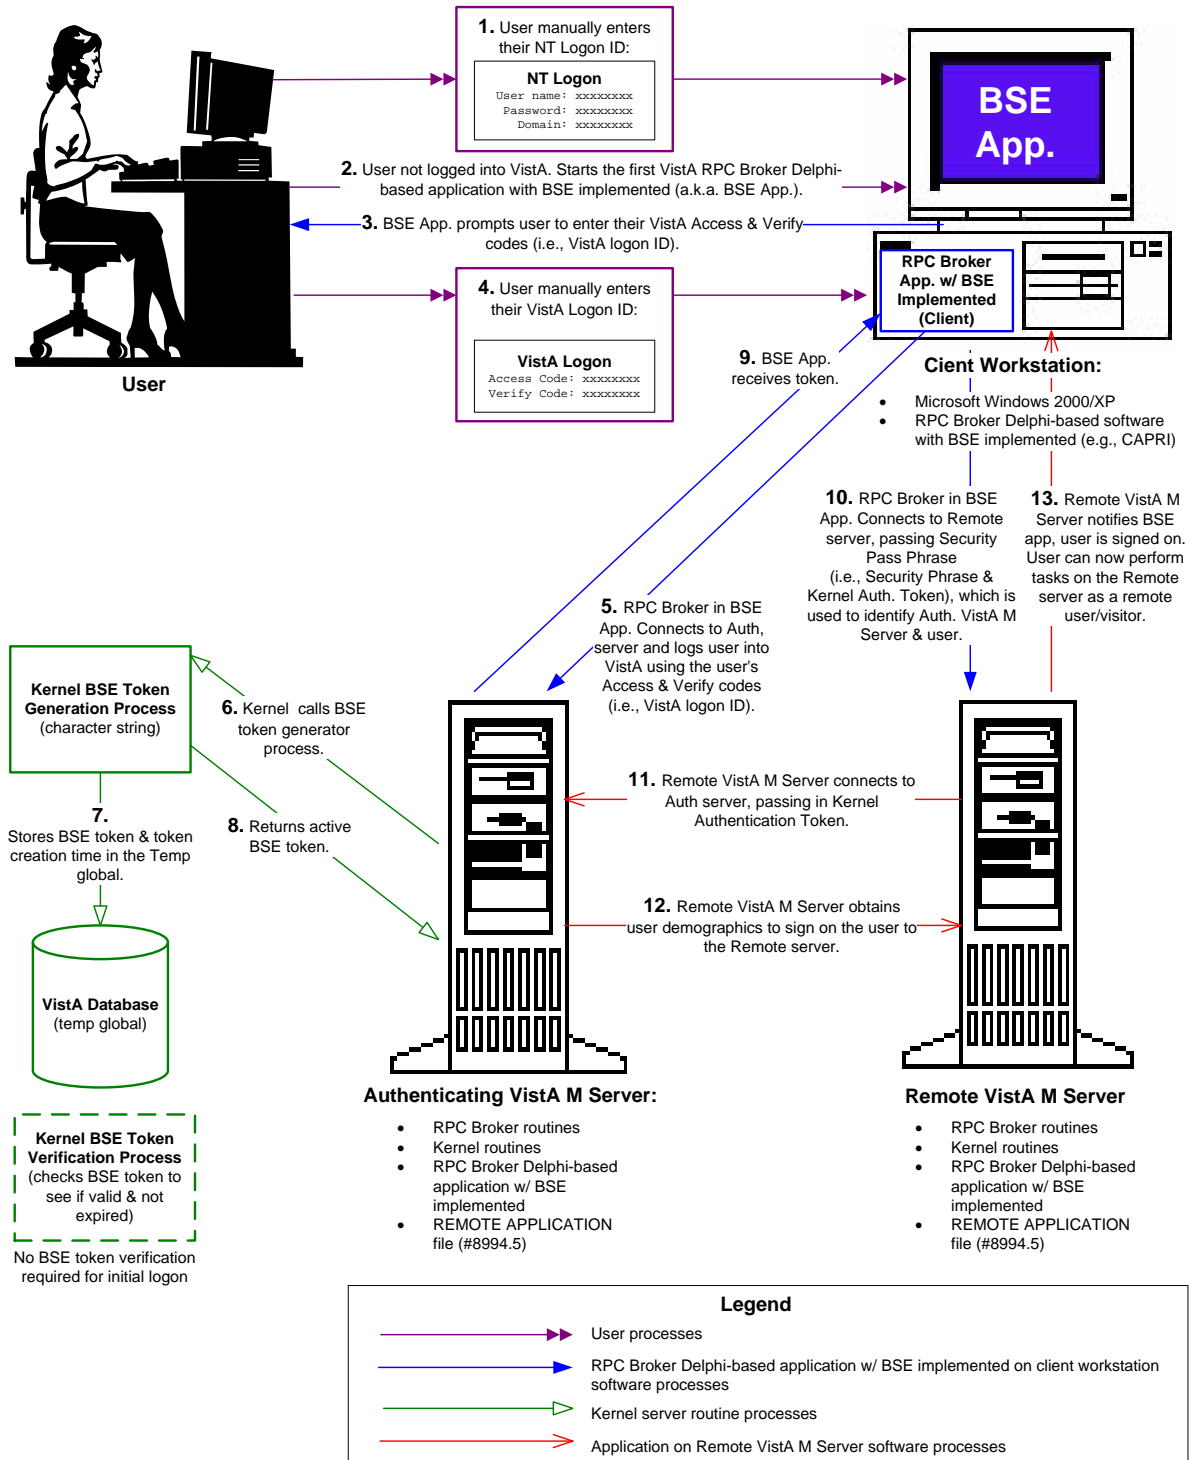 1. User manually enters
their NT Logon ID:
NT Logon
User name: xxxxxxxx
Password: xxxxxxxx
Domain: xxxxxxxx
BSE
App.
2. User not logged into VistA. Starts the first VistA RPC Broker Delphi-
based application with BSE implemented (a.k.a. BSE App.).
3. BSE App. prompts user to enter their VistA Access & Verify
codes (i.e., VistA logon ID).
RPC Broker
App. w/ BSE
Implemented
(Client)
4. User manually enters
their VistA Logon ID:
VistA Logon
Access Code: xxxxxxxx
Verify Code: xxxxxxxx
User
9. BSE App.
receives token.
Cient Workstation:
• Microsoft Windows 2000/XP
• RPC Broker Delphi-based software
with BSE implemented (e.g., CAPRI)
10. RPC Broker in BSE
App. Connects to Remote
server, passing Security
Pass Phrase
(i.e., Security Phrase &
Kernel Auth. Token), which is
used to identify Auth. VistA M
Server & user.
13. Remote VistA M
Server notifies BSE
app, user is signed on.
User can now perform
tasks on the Remote
server as a remote
user/visitor.
5. RPC Broker in BSE
App. Connects to Auth,
server and logs user into
VistA using the user's
Access & Verify codes
(i.e., VistA logon ID).
Kernel BSE Token
Generation Process
(character string)
6. Kernel calls BSE
token generator
process.
7.
Stores BSE token & token
creation time in the Temp
global.
8. Returns active
BSE token.
11. Remote VistA M Server connects to
Auth server, passing in Kernel
Authentication Token.
12. Remote VistA M Server obtains
user demographics to sign on the user to
the Remote server.
VistA Database
(temp global)
Kernel BSE Token
Verification Process
(checks BSE token to
see if valid & not
expired)
No BSE token verification
required for initial logon
Authenticating VistA M Server:
• RPC Broker routines
• Kernel routines
• RPC Broker Delphi-based
application w/ BSE
implemented
• REMOTE APPLICATION
file (#8994.5)
Remote VistA M Server
• RPC Broker routines
• Kernel routines
• RPC Broker Delphi-based
application w/ BSE
implemented
• REMOTE APPLICATION
file (#8994.5)
Legend
User processes
RPC Broker Delphi-based application w/ BSE implemented on client workstation
software processes
Kernel server routine processes
Application on Remote VistA M Server software processes